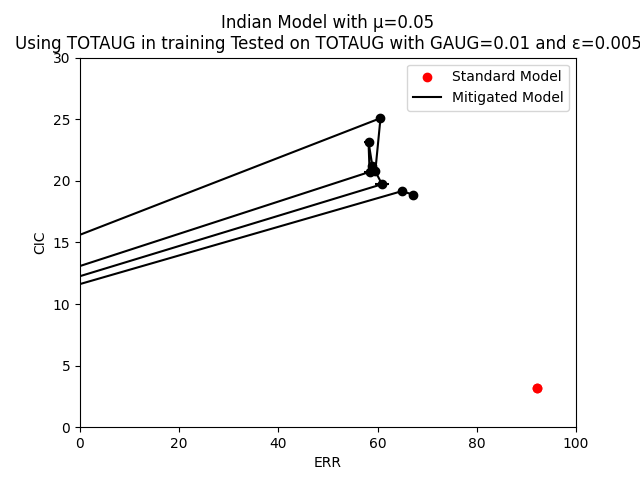 Indian Model with μ=0.05
Using TOTAUG in training Tested on TOTAUG with GAUG=0.01 and ε=0.005
Standard Model
Mitigated Model
30
25
20
15
10
5
0
CIC
0 20 40 60 80 100
ERR